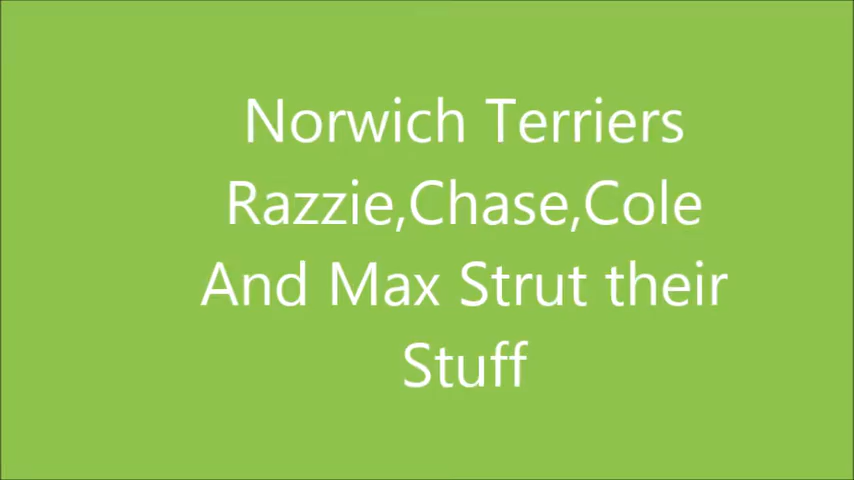 Norwich Terriers
Razzie,Chase,Cole
And Max Strut their
Stuff